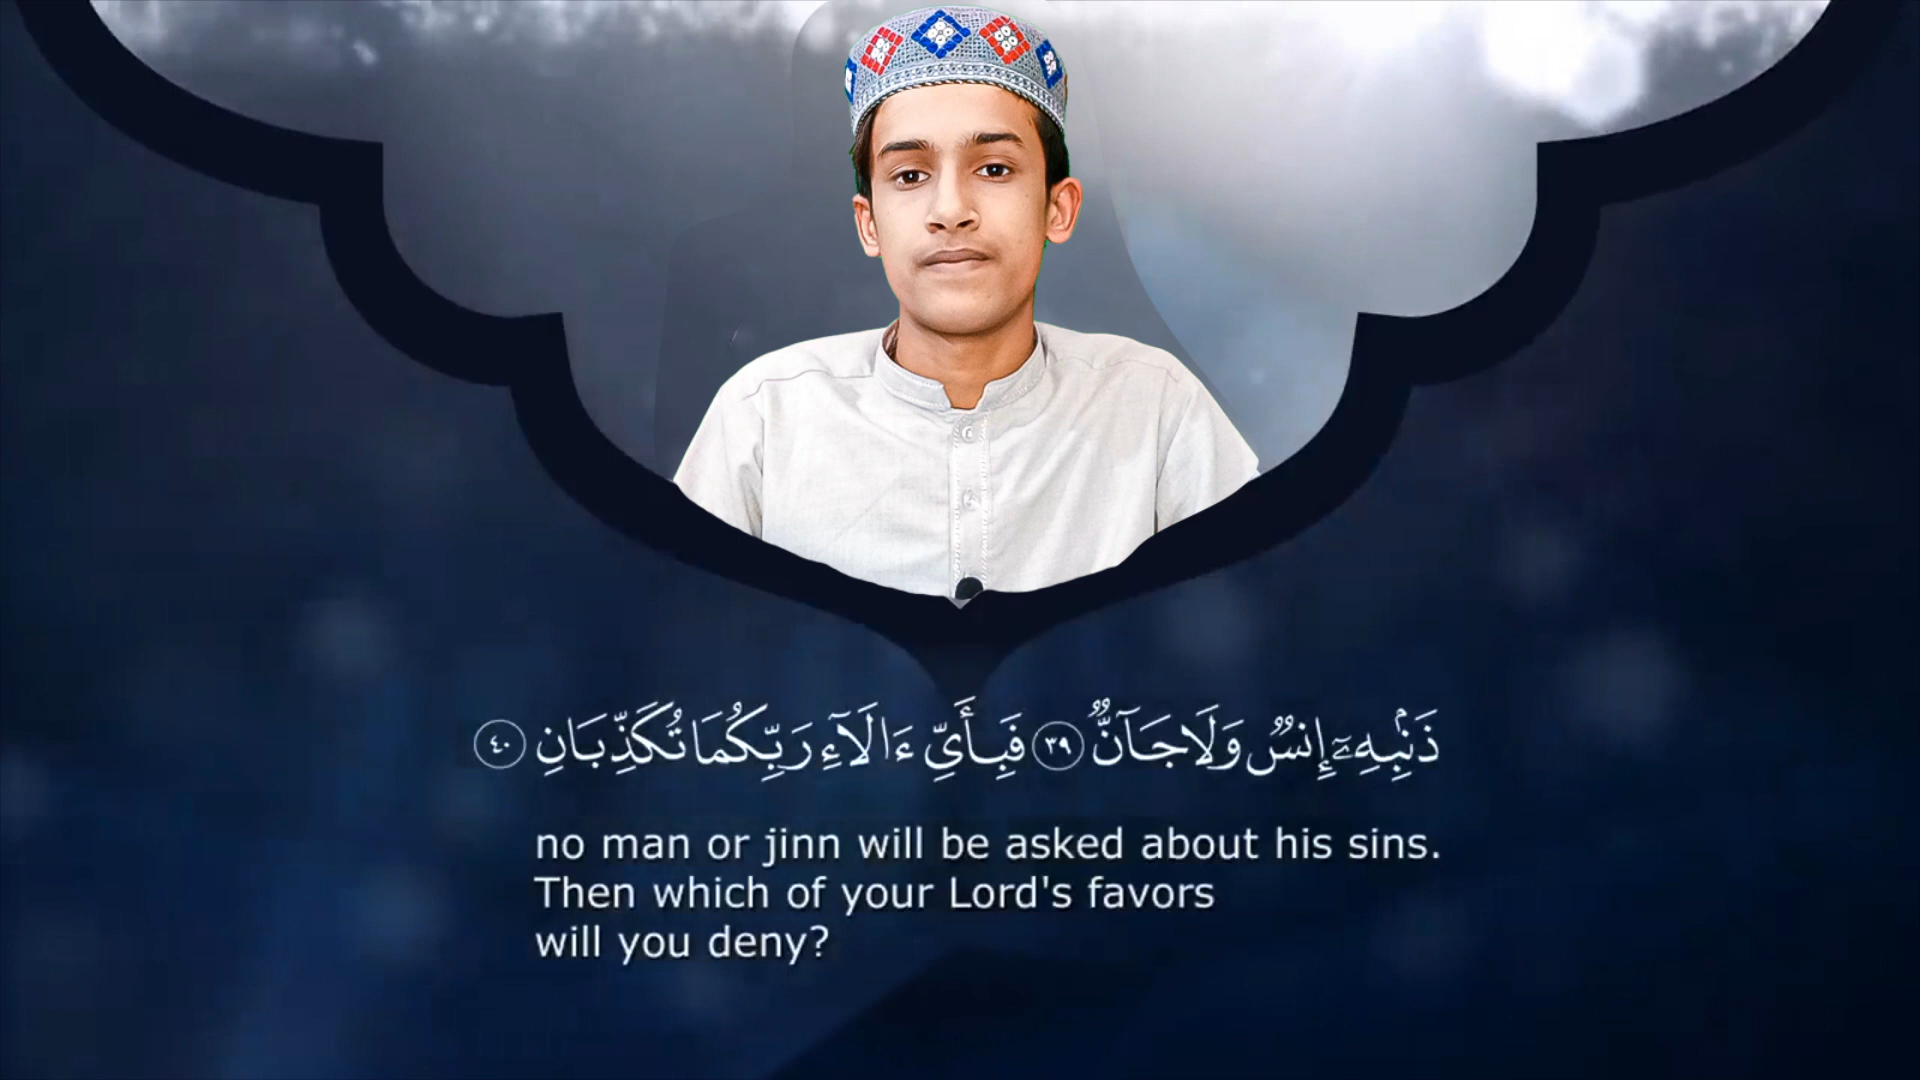 ذَنۢبِهِۦٓ إِنسٌ وَلَا جَآنٌّ ٣٩ فَبِأَيِّ ءَالَآءِ رَبِّكُمَا تُكَذِّبَانِ ٤٠
no man or jinn will be asked about his sins.
Then which of your Lord's favors
will you deny?